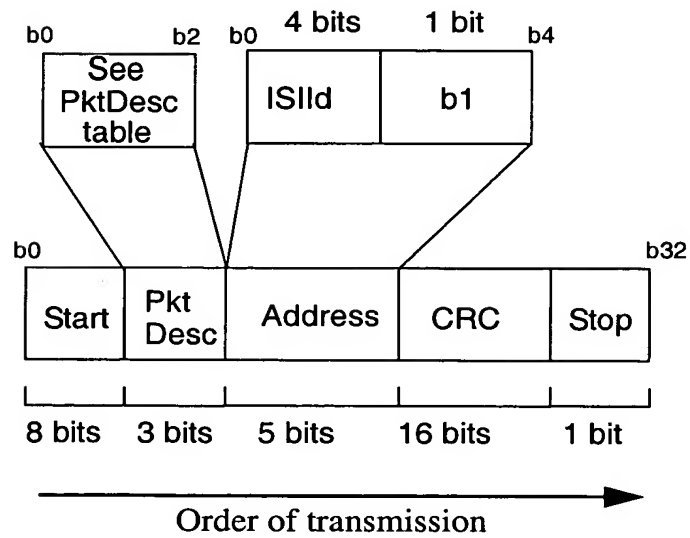 4 bits 1 bit
b0 b2 b0 b4
See
PktDesc
table
ISIId b1
b0 b32
Start Pkt
Desc Address CRC Stop
8 bits 3 bits 5 bits 16 bits 1 bit
Order of transmission